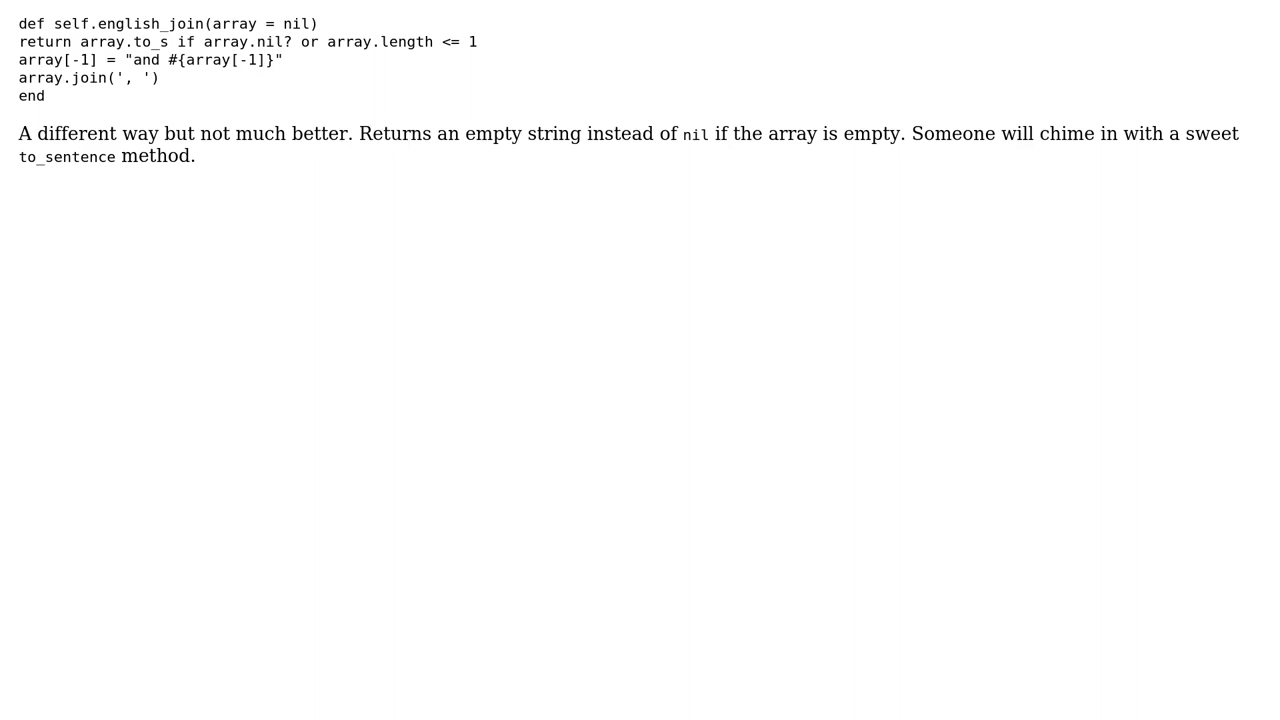 def self.english_join(array = nil)
return array.to_s if array.nil? or array.length <= 1
array[-1] = "and #{array[-1]}"
array.join(', ')
end
A different way but not much better. Returns an empty string instead of nil if the array is empty. Someone will chime in with a sweet
to_sentence method.